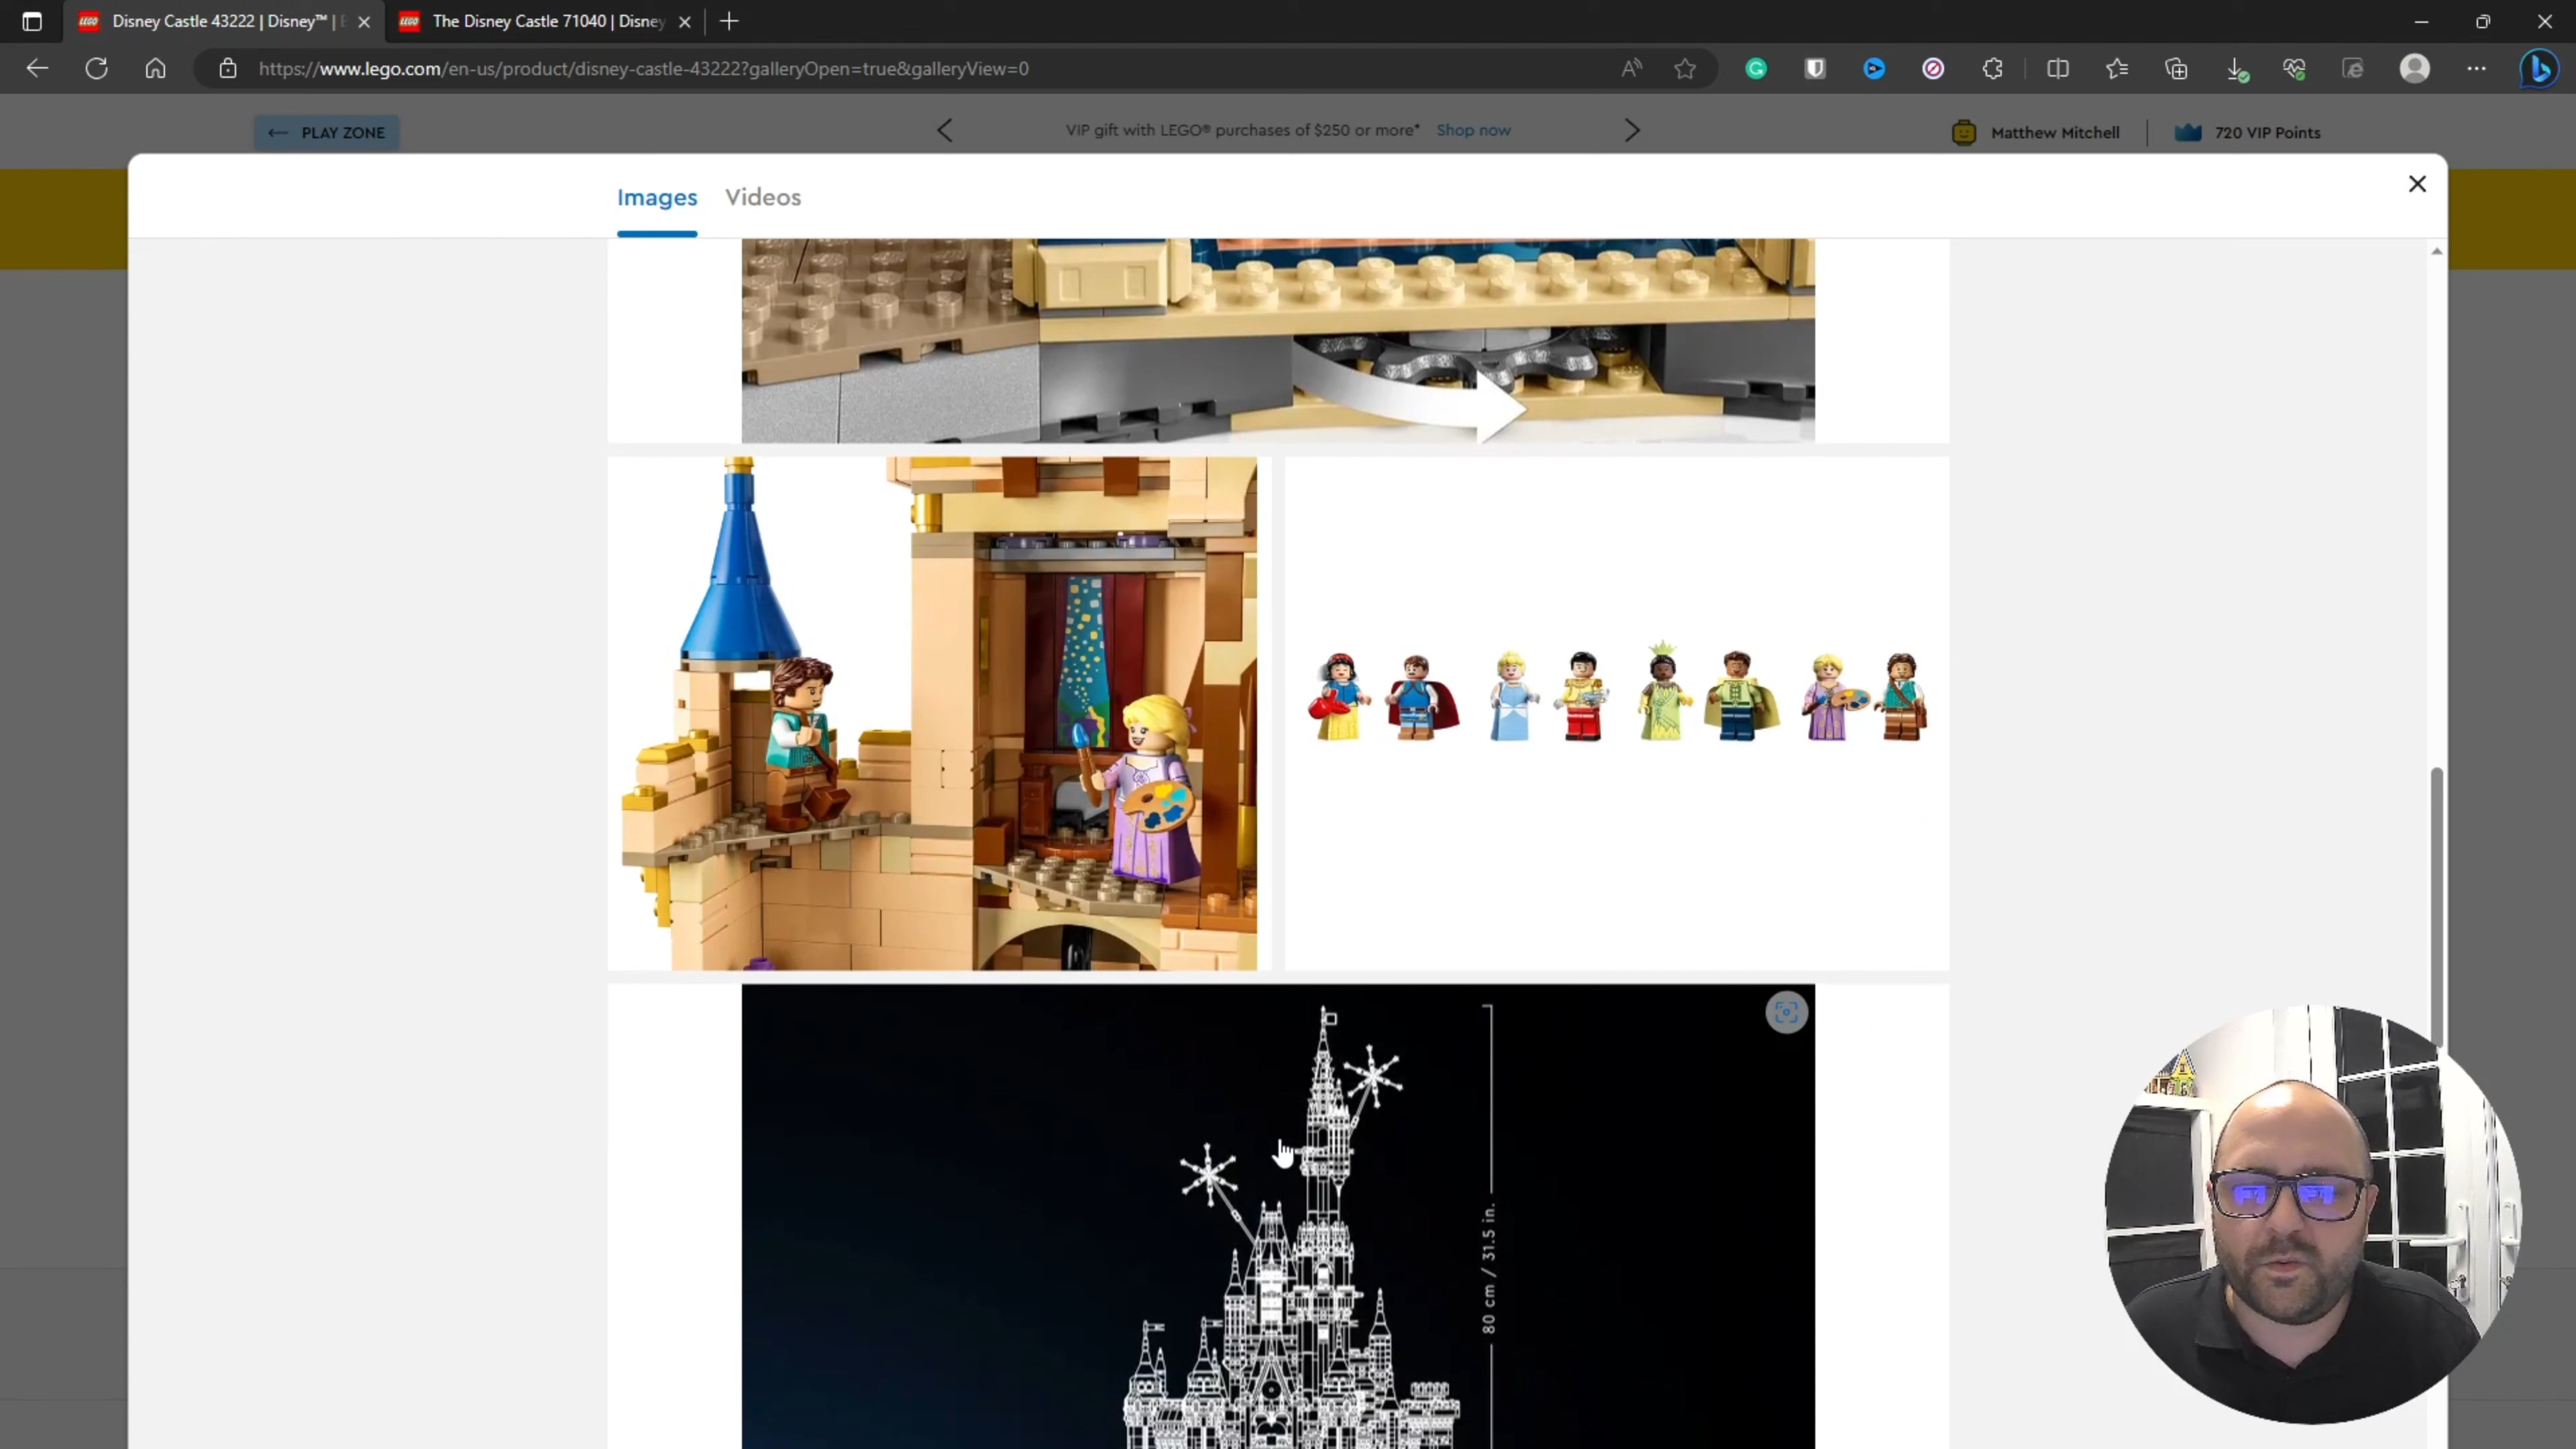 Disney Castle 43222 | Disney™ |
The Disney Castle 71040 | Disney
https://www.lego.com/en-us/product/disney-castle-43222?galleryOpen=true&galleryView=0
PLAY ZONE
VIP gift with LEGO® purchases of $250 or more* Shop now
Matthew Mitchell
720 VIP Points
Images
Videos
80 cm / 31.5 in.